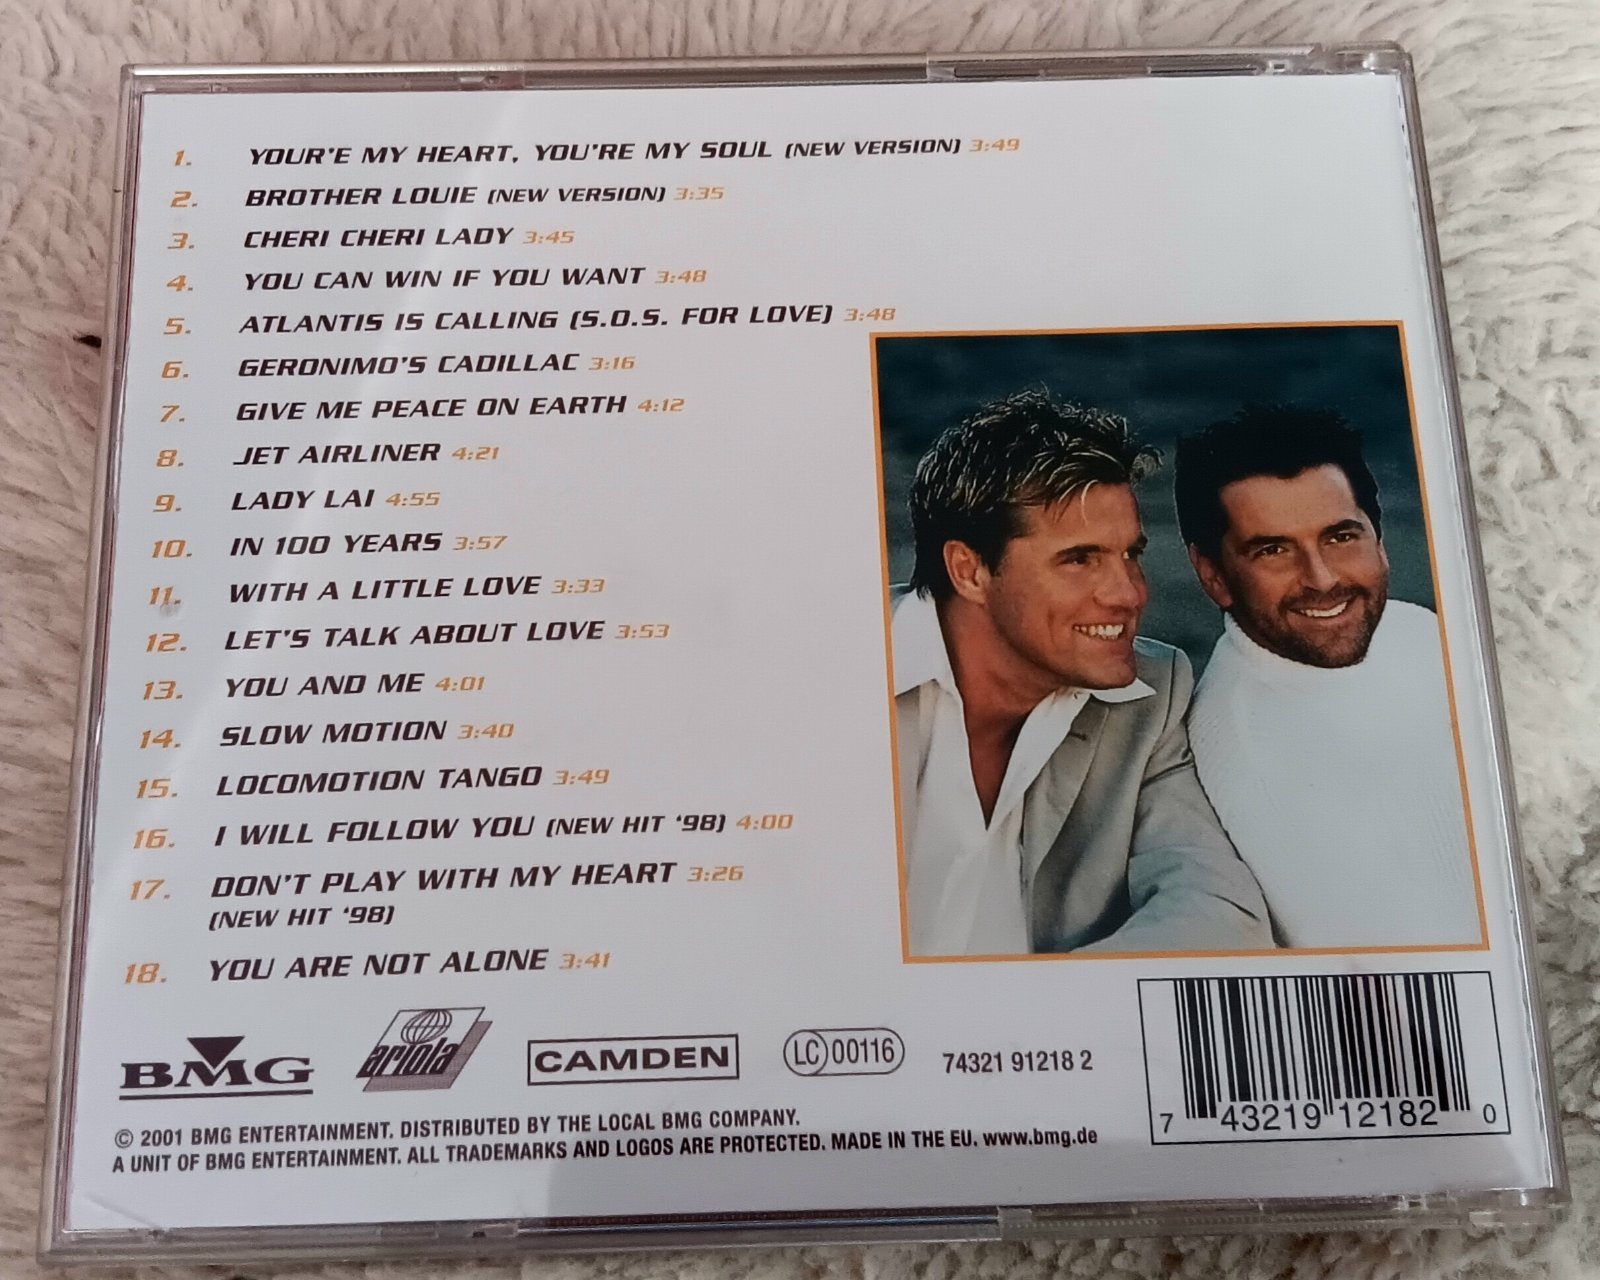 1. YOUR'E MY HEART, YOU'RE MY SOUL (NEW VERSION) 3:49
2. BROTHER LOUIE (NEW VERSION) 3:35
3. CHERI CHERI LADY 3:45
4. YOU CAN WIN IF YOU WANT 3:48
5. ATLANTIS IS CALLING (S.O.S. FOR LOVE) 3:48
6. GERONIMO'S CADILLAC 3:16
7. GIVE ME PEACE ON EARTH 4:12
8. JET AIRLINER 4:21
9. LADY LAI 4:55
10. IN 100 YEARS 3:57
11. WITH A LITTLE LOVE 3:33
12. LET'S TALK ABOUT LOVE 3:53
13. YOU AND ME 4:01
14. SLOW MOTION 3:40
15. LOCOMOTION TANGO 3:49
16. I WILL FOLLOW YOU (NEW HIT '98) 4:00
17. DON'T PLAY WITH MY HEART 3:26
(NEW HIT '98)
18. YOU ARE NOT ALONE 3:41
BMG ariola CAMDEN LC 00116 74321 91218 2
7 43219 12182 0
© 2001 BMG ENTERTAINMENT. DISTRIBUTED BY THE LOCAL BMG COMPANY.
A UNIT OF BMG ENTERTAINMENT. ALL TRADEMARKS AND LOGOS ARE PROTECTED. MADE IN THE EU. www.bmg.de